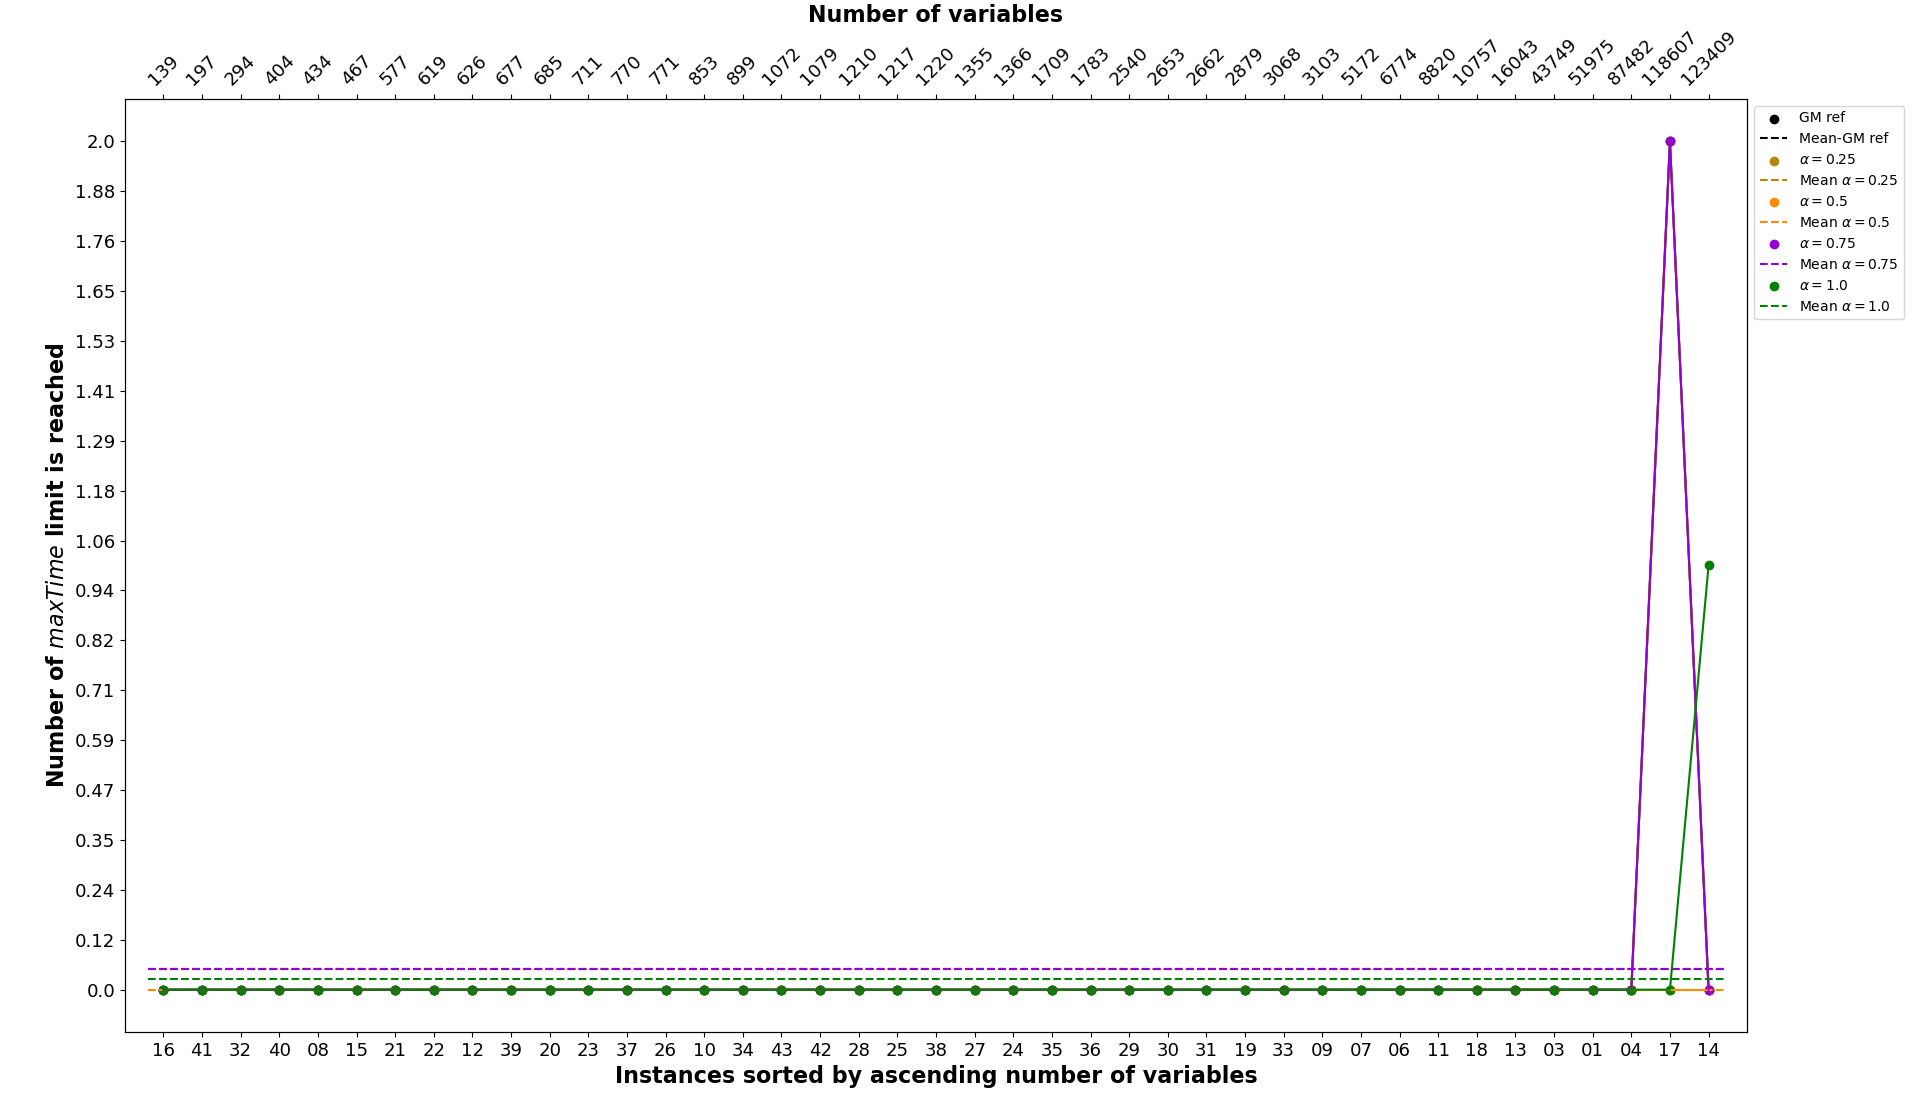 Number of variables
139 197 294 404 434 467 577 619 626 677 685 711 770 771 853 899 1072 1079 1210 1217 1220 1355 1366 1709 1783 2540 2653 2662 2879 3068 3103 5172 6774 8820 10757 16043 43749 51975 87482 118607 123409
Number of maxTime limit is reached
2.0
1.88
1.76
1.65
1.53
1.41
1.29
1.18
1.06
0.94
0.82
0.71
0.59
0.47
0.35
0.24
0.12
0.0
GM ref
Mean-GM ref
α = 0.25
Mean α = 0.25
α = 0.5
Mean α = 0.5
α = 0.75
Mean α = 0.75
α = 1.0
Mean α = 1.0
16 41 32 40 08 15 21 22 12 39 20 23 37 26 10 34 43 42 28 25 38 27 24 35 36 29 30 31 19 33 09 07 06 11 18 13 03 01 04 17 14
Instances sorted by ascending number of variables